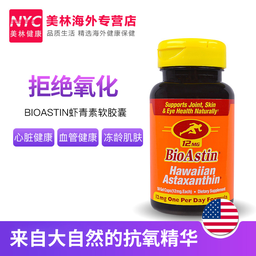 NYC
美林健康
美林海外专营店
品质生活 精选海外健康保健
拒绝氧化
BIOASTIN虾青素软胶囊
心脏健康
血管健康
冻龄肌肤
Supports Joint, Skin
& Eye Health Naturally
12 MG
BioAstin
Hawaiian
Astaxanthin
12mg One Per Day Formula
来自大自然的抗氧精华